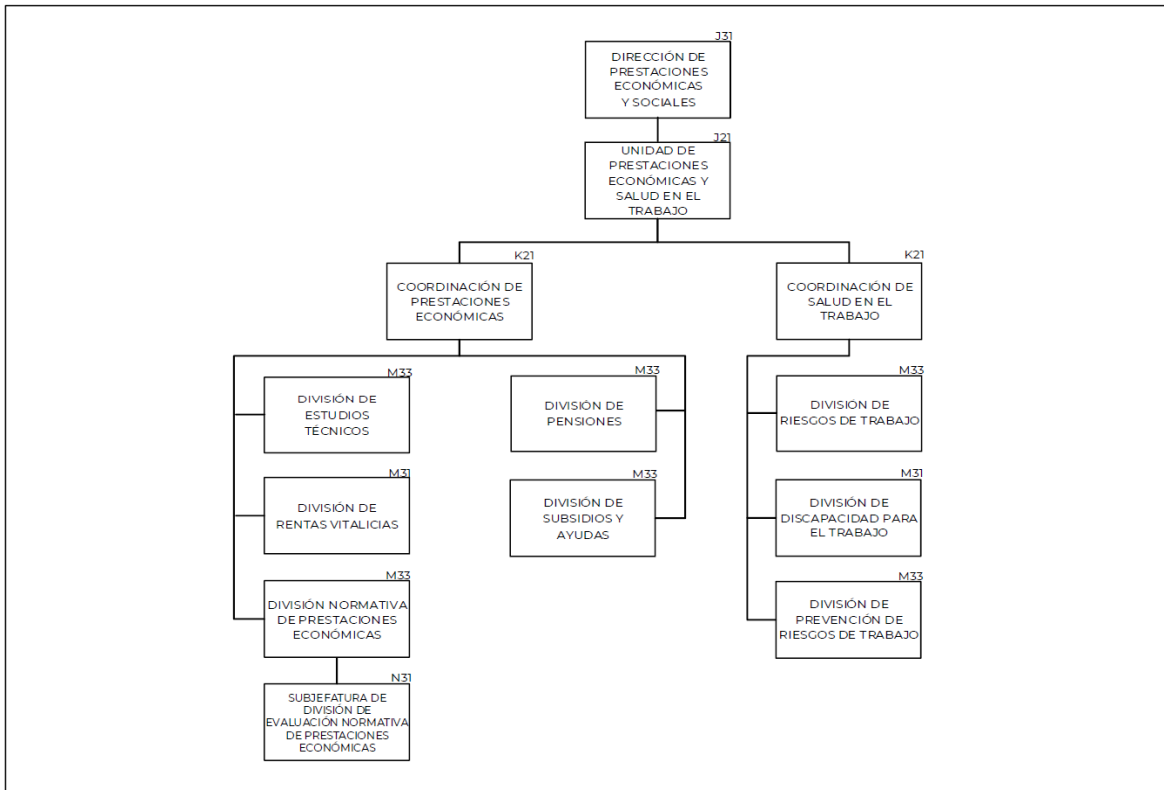 J31
DIRECCIÓN DE
PRESTACIONES
ECONÓMICAS
Y SOCIALES
J21
UNIDAD DE
PRESTACIONES
ECONÓMICAS Y
SALUD EN EL
TRABAJO
K21
COORDINACIÓN DE
PRESTACIONES
ECONÓMICAS
K21
COORDINACIÓN DE
SALUD EN EL
TRABAJO
M33
DIVISIÓN DE
ESTUDIOS
TÉCNICOS
M33
DIVISIÓN DE
PENSIONES
M33
DIVISIÓN DE
RIESGOS DE TRABAJO
M31
DIVISIÓN DE
RENTAS VITALICIAS
M33
DIVISIÓN DE
SUBSIDIOS Y
AYUDAS
M31
DIVISIÓN DE
DISCAPACIDAD PARA
EL TRABAJO
M33
DIVISIÓN NORMATIVA
DE PRESTACIONES
ECONÓMICAS
M33
DIVISIÓN DE
PREVENCIÓN DE
RIESGOS DE TRABAJO
N31
SUBJEFATURA DE
DIVISIÓN DE
EVALUACIÓN NORMATIVA
DE PRESTACIONES
ECONÓMICAS